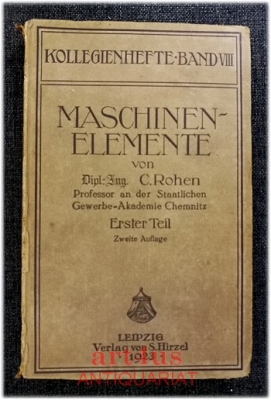 KOLLEGIENHEFTE·BAND VIII
MASCHINEN-
ELEMENTE
von
Dipl.-Ing. C. Rohen
Professor an der Staatlichen
Gewerbe-Akademie Chemnitz
Erster Teil
Zweite Auflage
LEIPZIG
Verlag von S. Hirzel
1923
ANTIQUARIAT